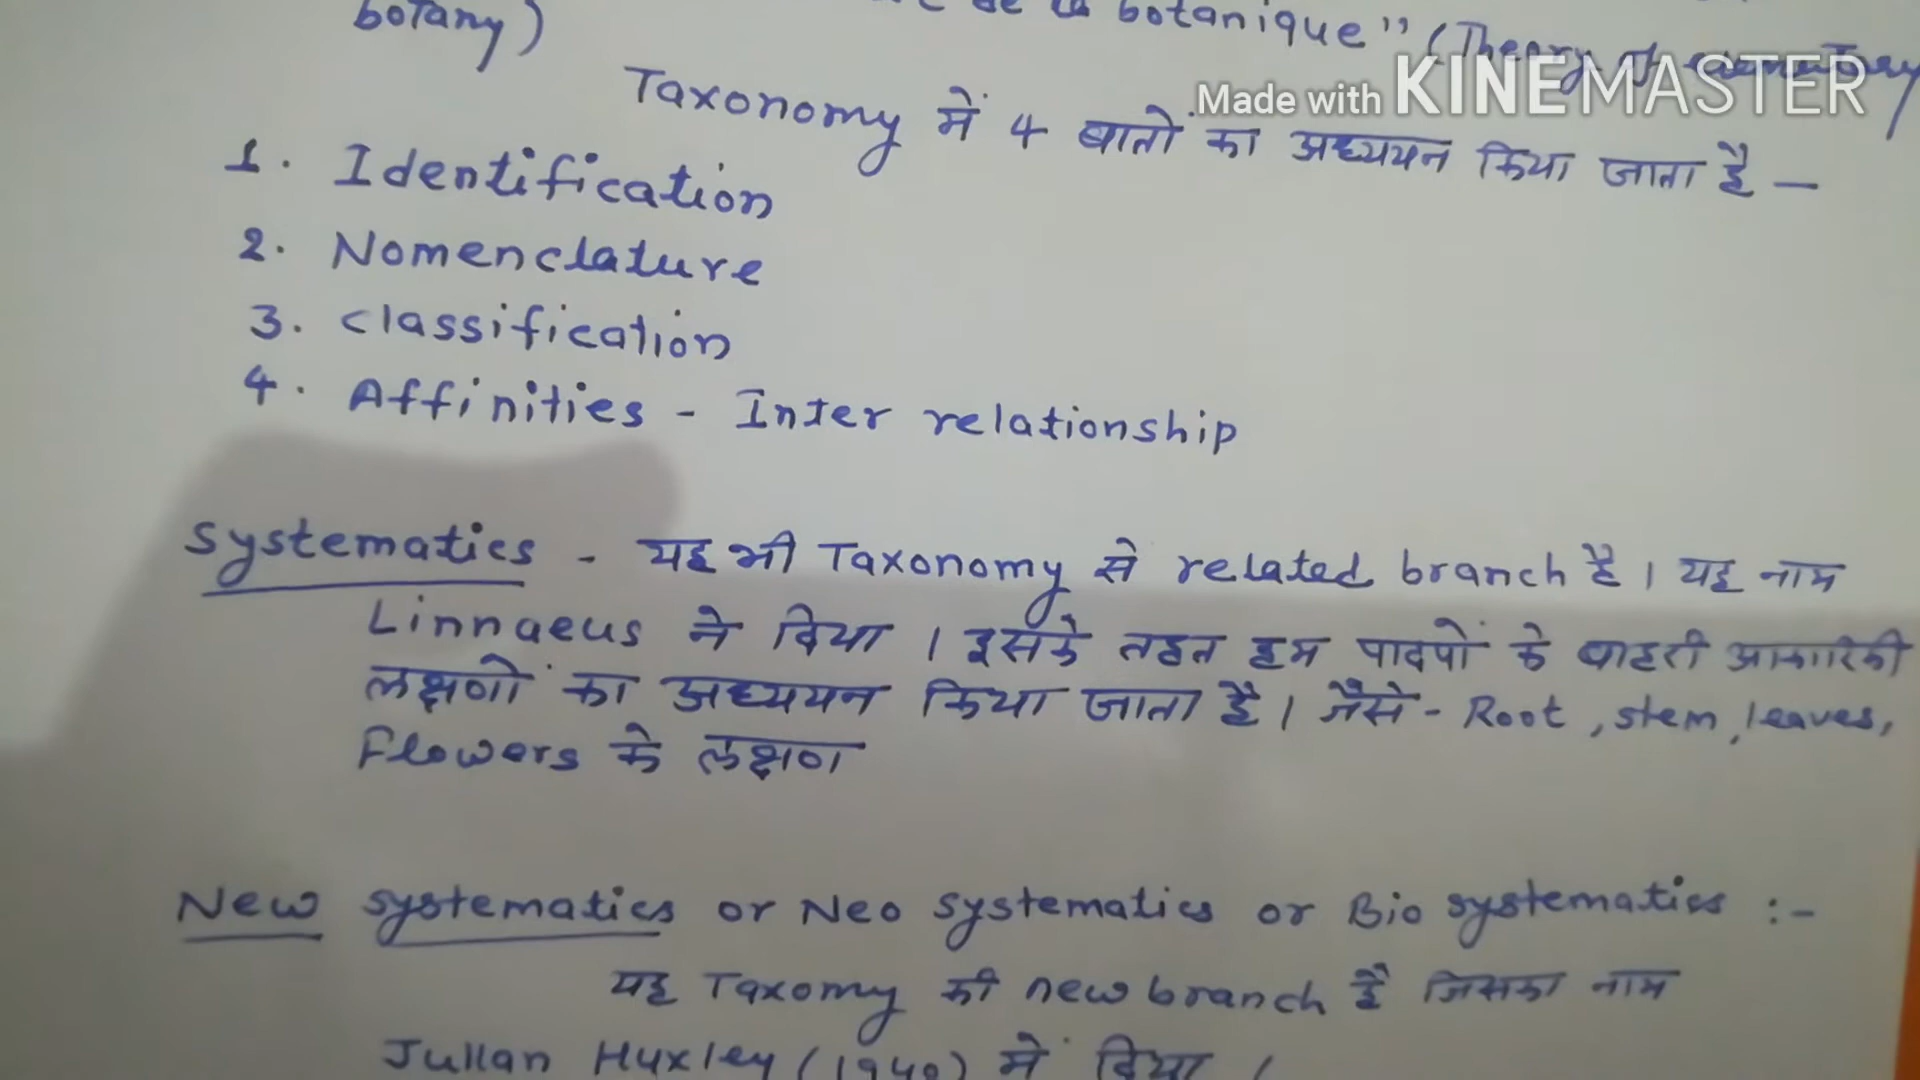 botanique" (Theory of elementary
botany)
Made with KINEMASTER
Taxonomy में 4 बातों का अध्ययन किया जाता है –
1. Identification
2. Nomenclature
3. classification
4. Affinities - Inter relationship
Systematics - यह भी Taxonomy से related branch है। यह नाम
Linnaeus ने दिया। इसके तहत हम पादपों के बाहरी आकारिकी
लक्षणों का अध्ययन किया जाता है। जैसे - Root, stem, leaves,
Flowers के लक्षण
New systematics or Neo systematics or Bio systematics :-
यह Taxomy की new branch है जिसका नाम
Jullan Huxley (1940) में दिया।